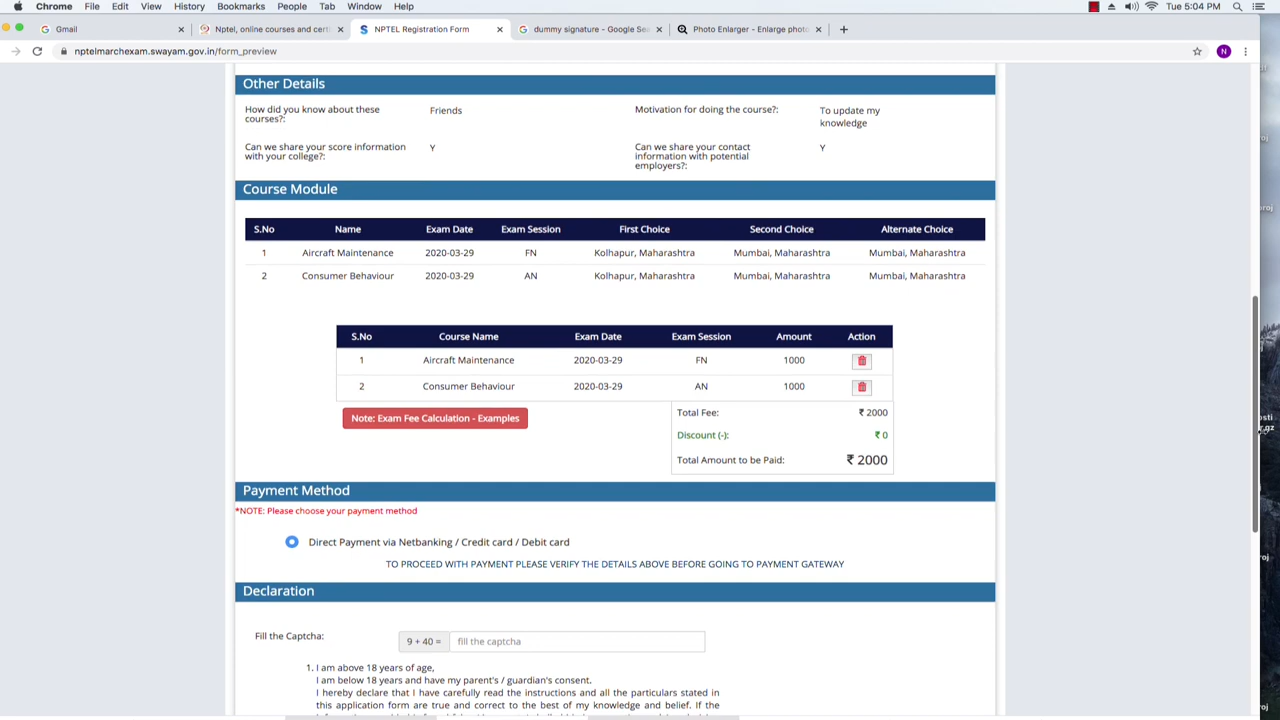 Chrome File Edit View History Bookmarks People Tab Window Help Tue 5:04 PM
Gmail Nptel, online courses and certi NPTEL Registration Form dummy signature - Google Sea Photo Enlarger - Enlarge photo
nptelmarchexam.swayam.gov.in/form_preview N
Other Details
How did you know about these courses?: Friends Motivation for doing the course?: To update my knowledge
Can we share your score information with your college?: Y Can we share your contact information with potential employers?: Y
Course Module
S.No Name Exam Date Exam Session First Choice Second Choice Alternate Choice
1 Aircraft Maintenance 2020-03-29 FN Kolhapur, Maharashtra Mumbai, Maharashtra Mumbai, Maharashtra
2 Consumer Behaviour 2020-03-29 AN Kolhapur, Maharashtra Mumbai, Maharashtra Mumbai, Maharashtra
S.No Course Name Exam Date Exam Session Amount Action
1 Aircraft Maintenance 2020-03-29 FN 1000
2 Consumer Behaviour 2020-03-29 AN 1000
Note: Exam Fee Calculation - Examples
Total Fee: ₹ 2000
Discount (-): ₹ 0
Total Amount to be Paid: ₹ 2000
Payment Method
*NOTE: Please choose your payment method
Direct Payment via Netbanking / Credit card / Debit card
TO PROCEED WITH PAYMENT PLEASE VERIFY THE DETAILS ABOVE BEFORE GOING TO PAYMENT GATEWAY
Declaration
Fill the Captcha: 9 + 40 = fill the captcha
1. I am above 18 years of age,
I am below 18 years and have my parent's / guardian's consent.
I hereby declare that I have carefully read the instructions and all the particulars stated in
this application form are true and correct to the best of my knowledge and belief. If the